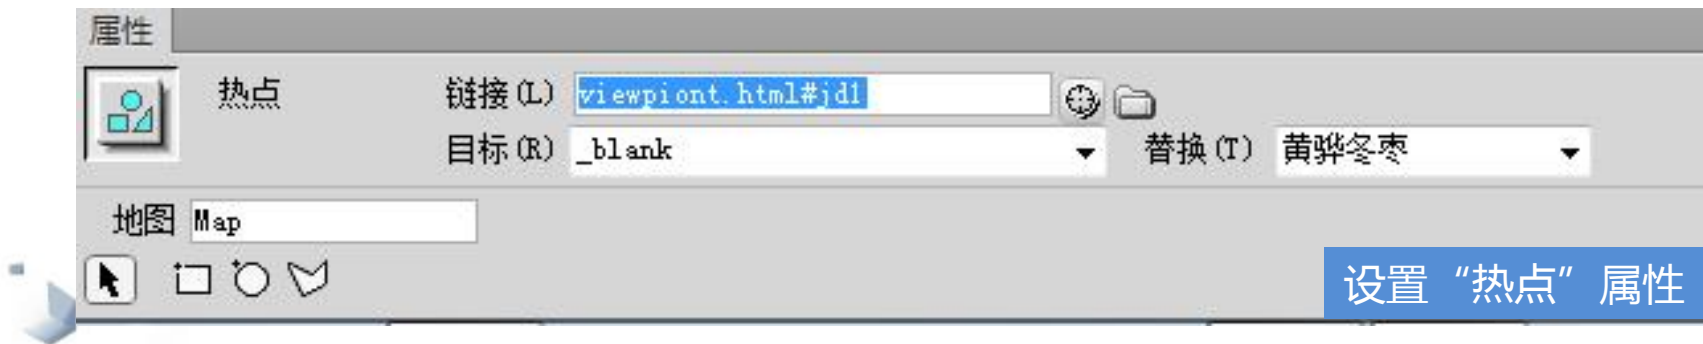 属性
热点 链接(L) viewpiont.html#jd1
目标(R) _blank 替换(T) 黄骅冬枣
地图 Map
设置“热点”属性